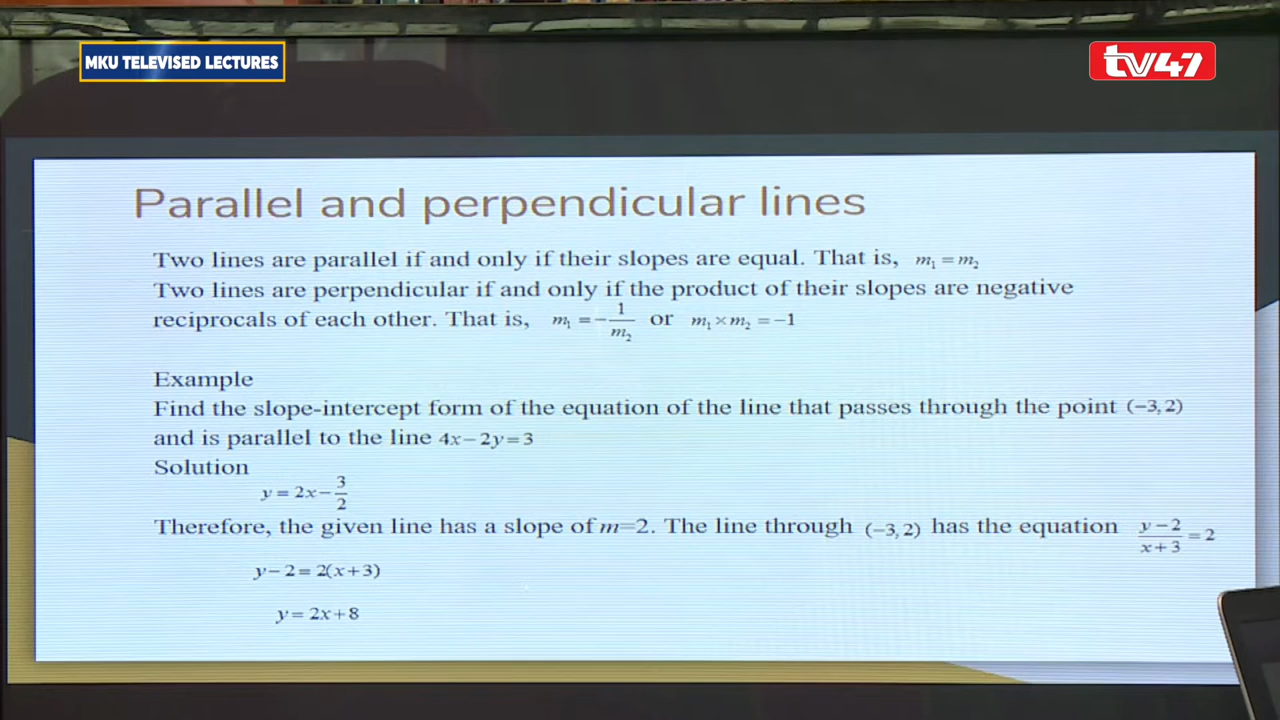 MKU TELEVISED LECTURES
tv47
Parallel and perpendicular lines
Two lines are parallel if and only if their slopes are equal. That is, m₁ = m₂
Two lines are perpendicular if and only if the product of their slopes are negative
reciprocals of each other. That is, m₁ = −1/m₂ or m₁ × m₂ = −1
Example
Find the slope-intercept form of the equation of the line that passes through the point (−3, 2)
and is parallel to the line 4x − 2y = 3
Solution
y = 2x − 3/2
Therefore, the given line has a slope of m=2. The line through (−3, 2) has the equation (y − 2)/(x + 3) = 2
y − 2 = 2(x + 3)
y = 2x + 8